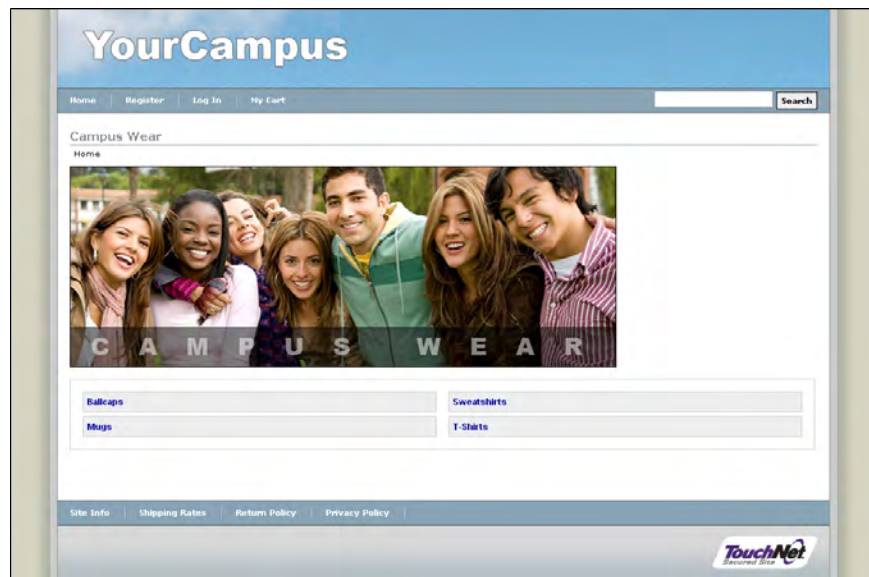 YourCampus
Home Register Log In My Cart Search
Campus Wear
Home
CAMPUS WEAR
Ballcaps Sweatshirts
Mugs T-Shirts
Site Info Shipping Rates Return Policy Privacy Policy
TouchNet
Secured Site